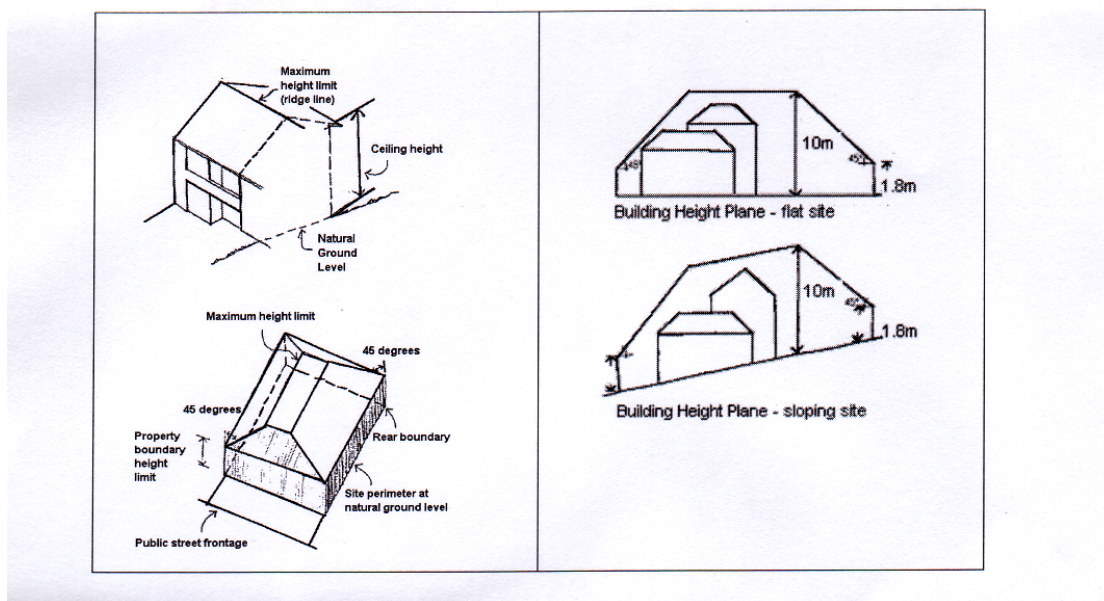 Maximum
height limit
(ridge line)
Ceiling height
Natural
Ground
Level
Maximum height limit
45 degrees
45 degrees
Property
boundary
height
limit
Rear boundary
Site perimeter at
natural ground level
Public street frontage
10m
45°
45°
1.8m
Building Height Plane - flat site
10m
45°
1.8m
Building Height Plane - sloping site